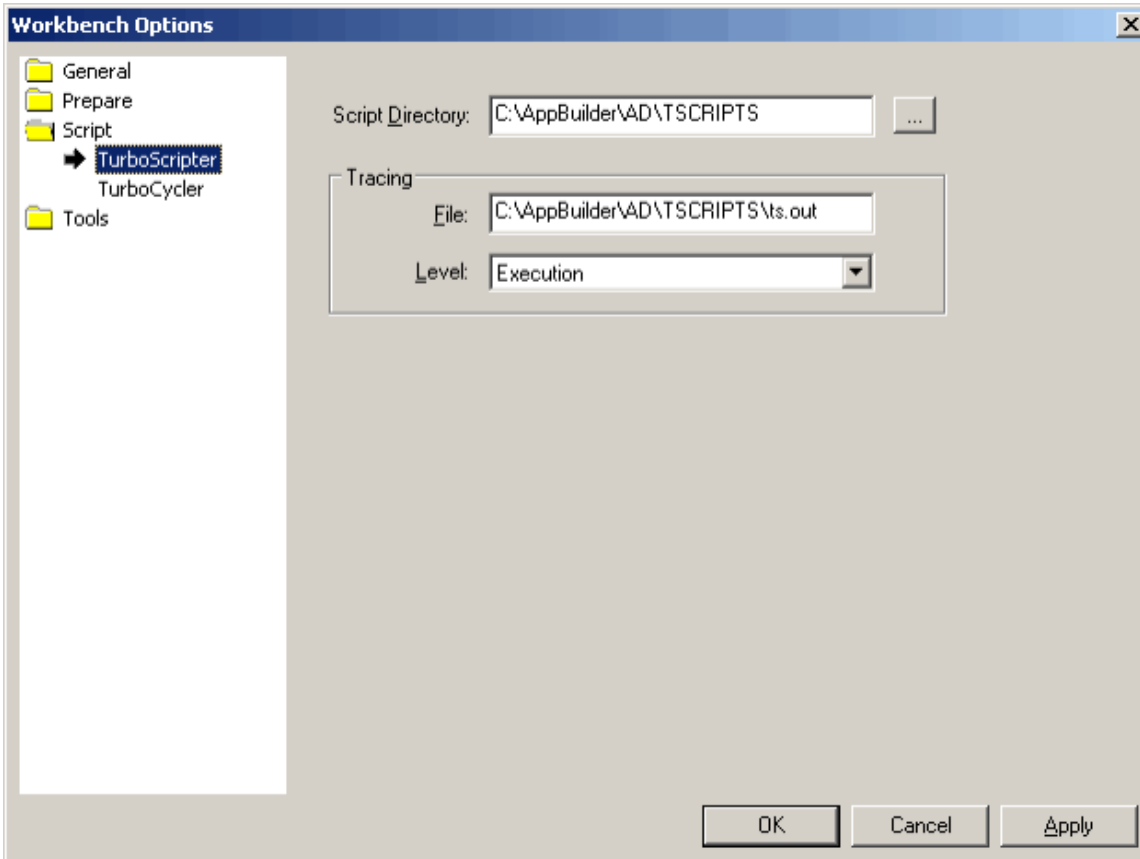 Workbench Options
General
Prepare
Script
TurboScripter
TurboCycler
Tools
Script Directory: C:\AppBuilder\AD\TSCRIPTS ...
Tracing
File: C:\AppBuilder\AD\TSCRIPTS\ts.out
Level: Execution
OK Cancel Apply